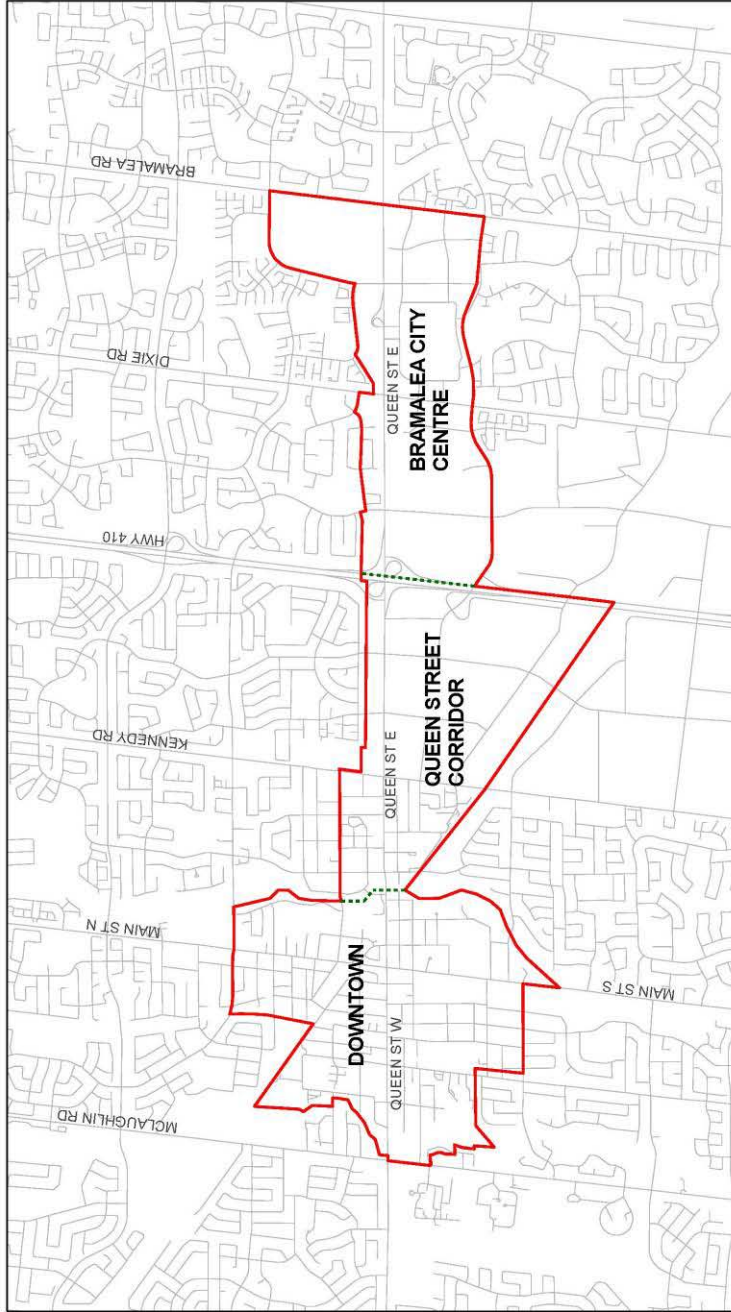 MCLAUGHLIN RD
MAIN ST N
KENNEDY RD
HWY 410
DIXIE RD
BRAMALEA RD
DOWNTOWN
QUEEN ST W
QUEEN ST E
QUEEN STREET
CORRIDOR
QUEEN ST E
BRAMALEA CITY
CENTRE
MAIN ST S